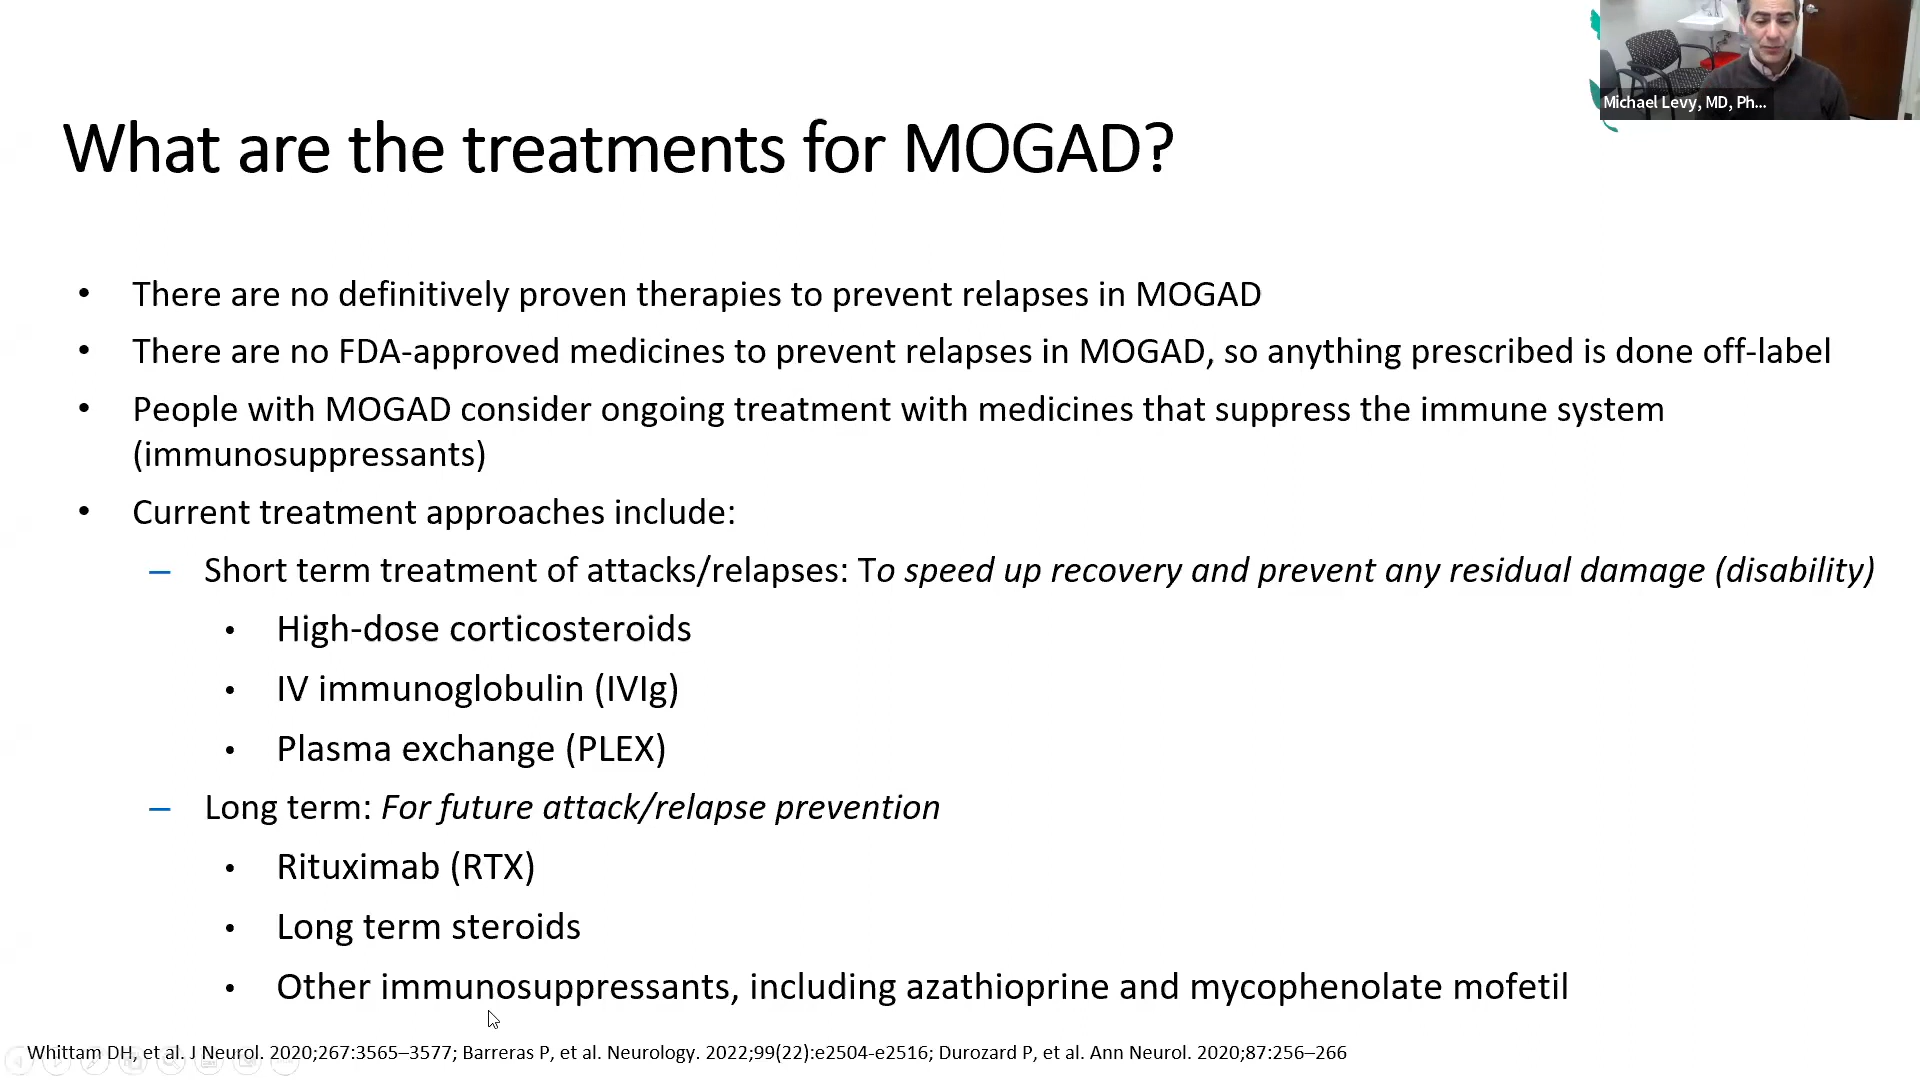 Michael Levy, MD, Ph...
What are the treatments for MOGAD?
• There are no definitively proven therapies to prevent relapses in MOGAD
• There are no FDA-approved medicines to prevent relapses in MOGAD, so anything prescribed is done off-label
• People with MOGAD consider ongoing treatment with medicines that suppress the immune system
(immunosuppressants)
• Current treatment approaches include:
– Short term treatment of attacks/relapses: To speed up recovery and prevent any residual damage (disability)
• High-dose corticosteroids
• IV immunoglobulin (IVIg)
• Plasma exchange (PLEX)
– Long term: For future attack/relapse prevention
• Rituximab (RTX)
• Long term steroids
• Other immunosuppressants, including azathioprine and mycophenolate mofetil
Whittam DH, et al. J Neurol. 2020;267:3565–3577; Barreras P, et al. Neurology. 2022;99(22):e2504-e2516; Durozard P, et al. Ann Neurol. 2020;87:256–266